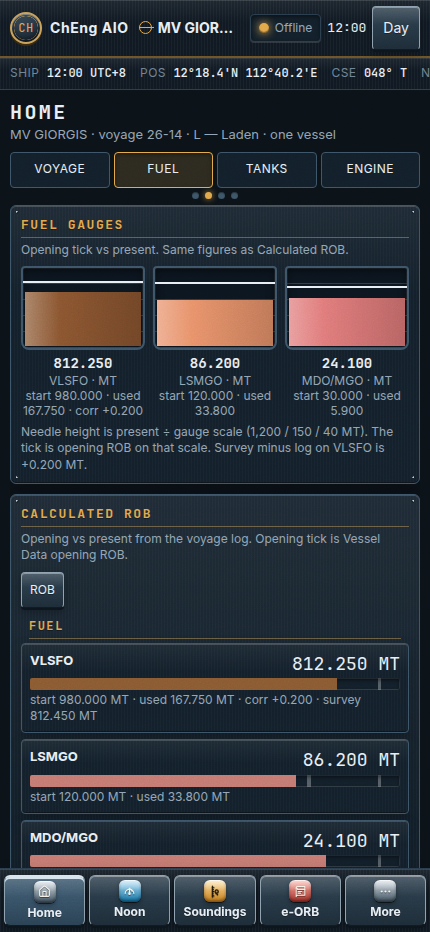 CH ChEng AIO MV GIOR... Offline 12:00 Day
SHIP 12:00 UTC+8 POS 12°18.4'N 112°40.2'E CSE 048° T N
HOME
MV GIORGIS · voyage 26-14 · L — Laden · one vessel
VOYAGE FUEL TANKS ENGINE
FUEL GAUGES
Opening tick vs present. Same figures as Calculated ROB.
812.250 86.200 24.100
VLSFO · MT LSMGO · MT MDO/MGO · MT
start 980.000 · used start 120.000 · used start 30.000 · used
167.750 · corr +0.200 33.800 5.900
Needle height is present ÷ gauge scale (1,200 / 150 / 40 MT). The
tick is opening ROB on that scale. Survey minus log on VLSFO is
+0.200 MT.
CALCULATED ROB
Opening vs present from the voyage log. Opening tick is Vessel
Data opening ROB.
ROB
FUEL
VLSFO 812.250 MT
start 980.000 MT · used 167.750 MT · corr +0.200 · survey
812.450 MT
LSMGO 86.200 MT
start 120.000 MT · used 33.800 MT
MDO/MGO 24.100 MT
Home Noon Soundings e-ORB More